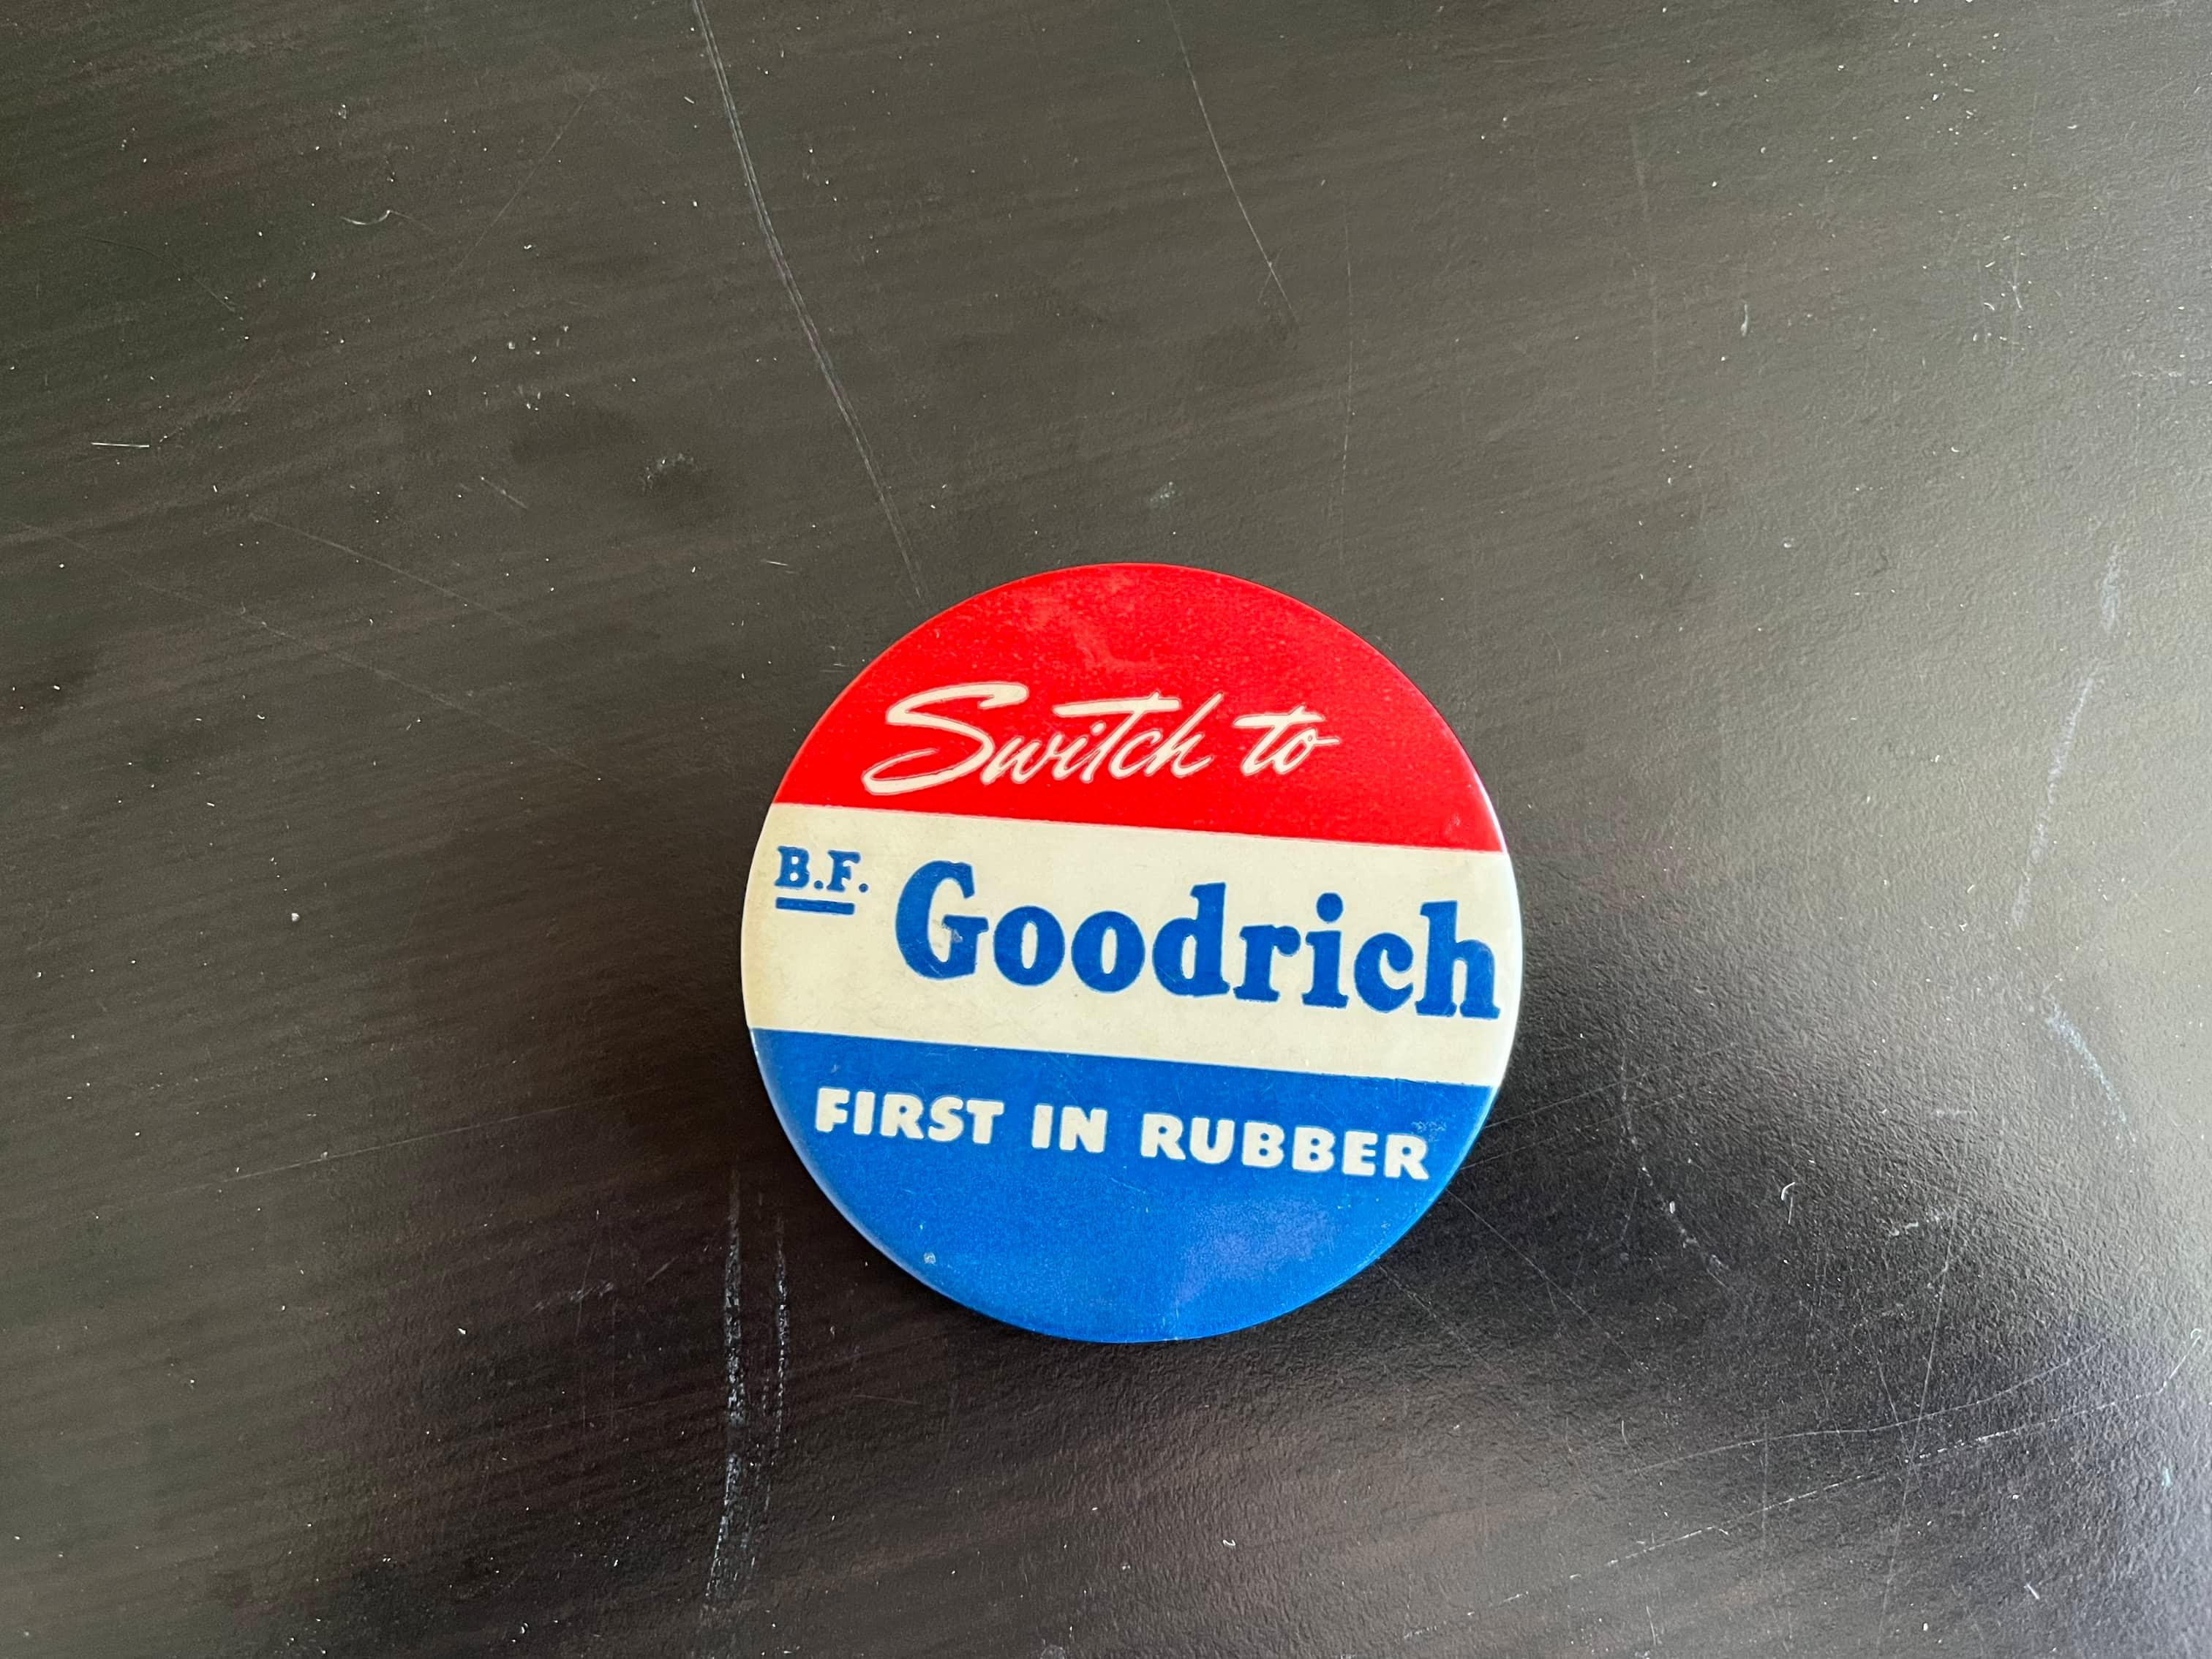 Switch to
B.F. Goodrich
FIRST IN RUBBER